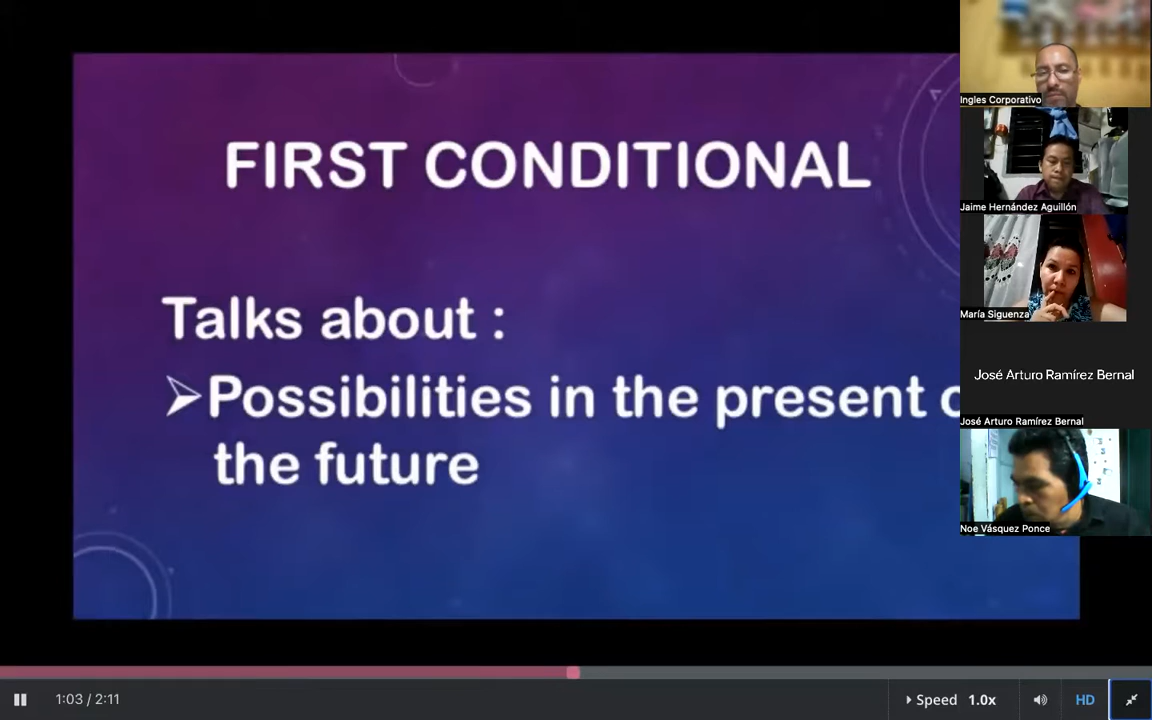 FIRST CONDITIONAL
Talks about :
➢Possibilities in the present
the future
Ingles Corporativo
Jaime Hernández Aguillón
María Siguenza
José Arturo Ramírez Bernal
José Arturo Ramírez Bernal
Noe Vásquez Ponce
1:03 / 2:11
Speed 1.0x
HD